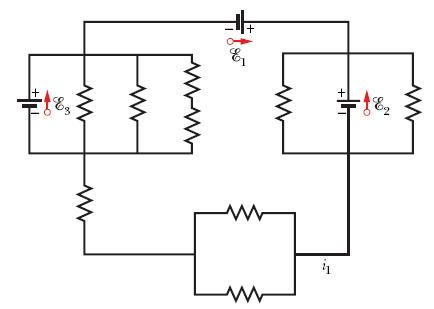 − +
ℰ1
+
ℰ3
−
+
ℰ2
−
i1